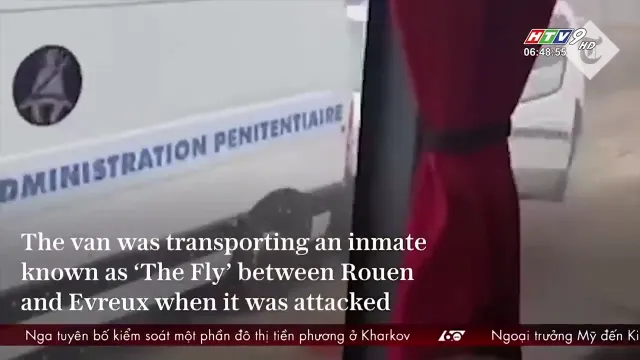 HTV9 HD
06:48:55
DMINISTRATION PENITENTIAIRE
The van was transporting an inmate
known as ‘The Fly’ between Rouen
and Evreux when it was attacked
Nga tuyên bố kiểm soát một phần đô thị tiền phương ở Kharkov
60
Ngoại trưởng Mỹ đến Ki